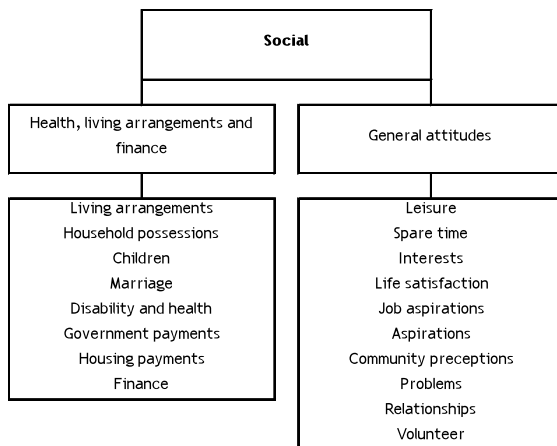 Social
Health, living arrangements and
finance
General attitudes
Living arrangements
Household possessions
Children
Marriage
Disability and health
Government payments
Housing payments
Finance
Leisure
Spare time
Interests
Life satisfaction
Job aspirations
Aspirations
Community preceptions
Problems
Relationships
Volunteer